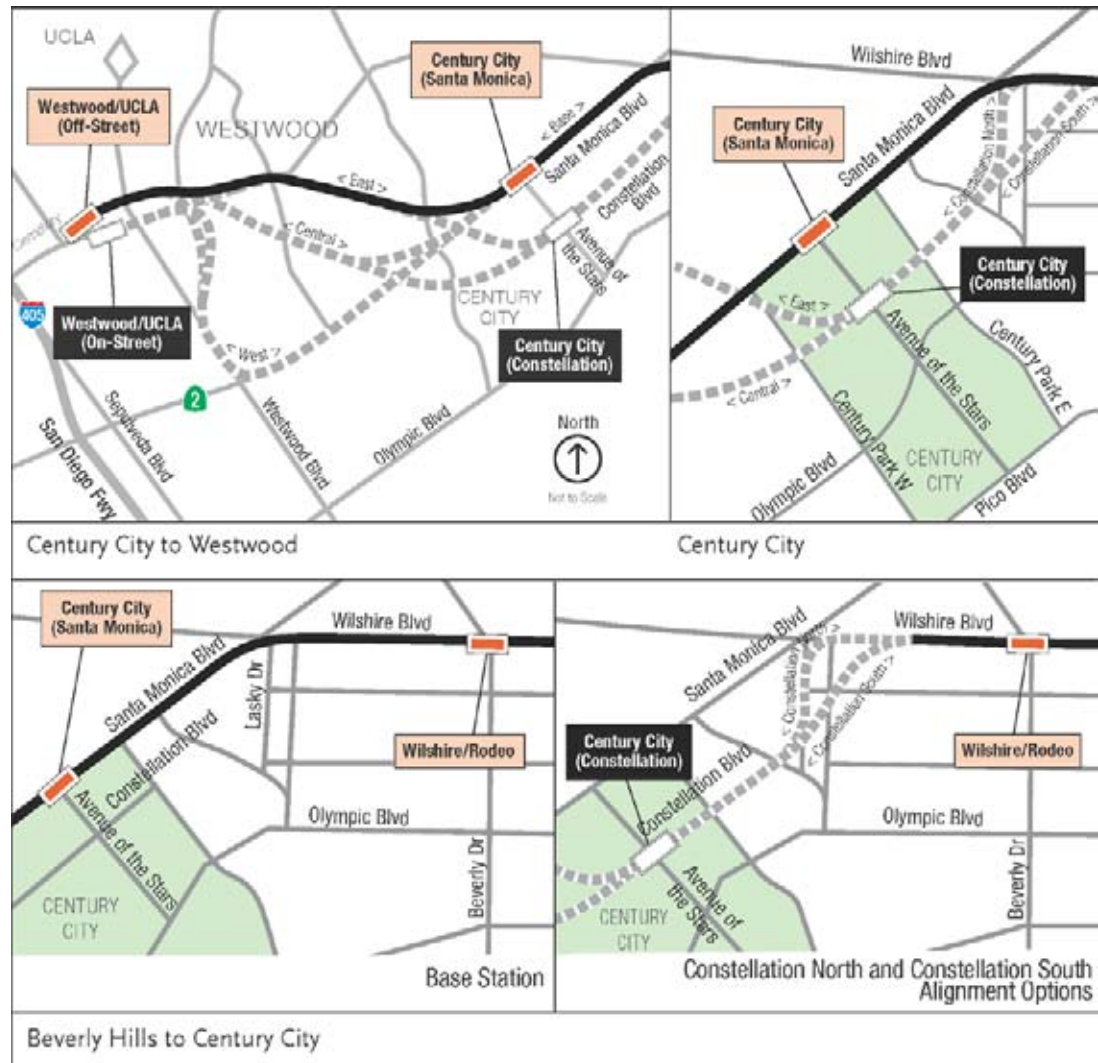 UCLA
Westwood/UCLA
(Off-Street)
WESTWOOD
Century City
(Santa Monica)
< East >
Santa Monica Blvd
Constellation
Blvd
< East >
< Central >
Cemetery
Avenue of
the Stars
CENTURY
CITY
405
Westwood/UCLA
(On-Street)
< West >
Century City
(Constellation)
2
Sepulveda Blvd
San Diego Fwy
Westwood Blvd
Olympic Blvd
North
Not to Scale
Century City to Westwood
Wilshire Blvd
Santa Monica Blvd
Century City
(Santa Monica)
< Constellation North >
< Constellation South >
Century City
(Constellation)
< East >
< Central >
Avenue of the Stars
Century Park E
Century Park W
CENTURY
CITY
Olympic Blvd
Pico Blvd
Century City
Century City
(Santa Monica)
Wilshire Blvd
Santa Monica Blvd
Lasky Dr
Constellation Blvd
Wilshire/Rodeo
Avenue of the Stars
Olympic Blvd
CENTURY
CITY
Beverly Dr
Base Station
Santa Monica Blvd
Wilshire Blvd
< Constellation North >
< Constellation South >
Century City
(Constellation)
Wilshire/Rodeo
Constellation Blvd
Olympic Blvd
Avenue of
the Stars
CENTURY
CITY
Beverly Dr
Constellation North and Constellation South
Alignment Options
Beverly Hills to Century City